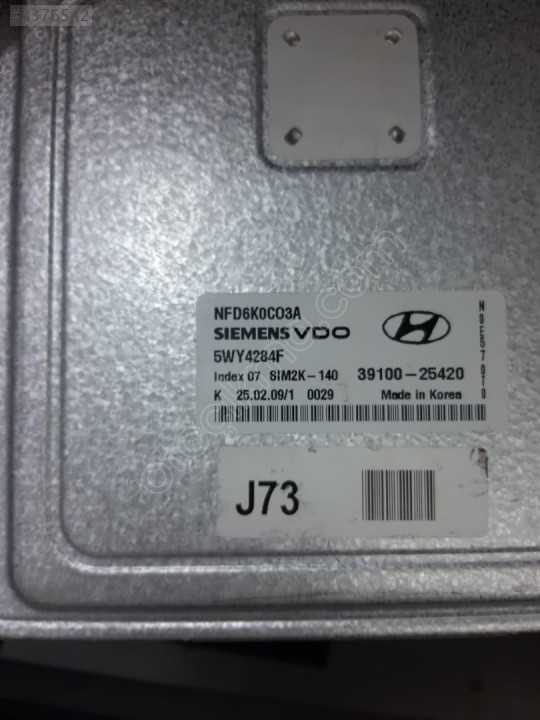 NFD6K0C03A
SIEMENS VDO
5WY4284F
Index 07 SIM2K-140 39100-25420
K 25.02.09/1 0029 Made in Korea
J73